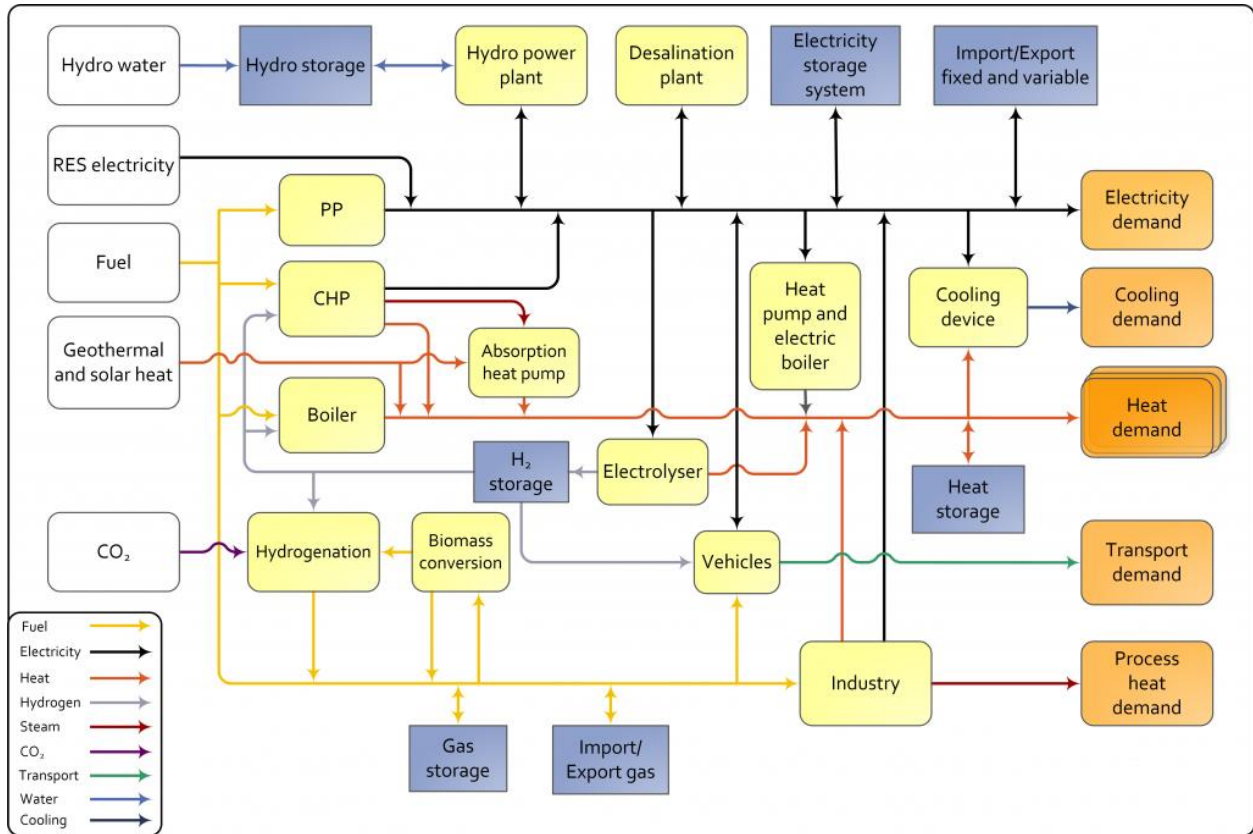 Hydro water
Hydro storage
Hydro power
plant
Desalination
plant
Electricity
storage
system
Import/Export
fixed and variable
RES electricity
PP
Electricity
demand
Fuel
CHP
Heat
pump and
electric
boiler
Cooling
device
Cooling
demand
Geothermal
and solar heat
Absorption
heat pump
Boiler
Heat
demand
H₂
storage
Electrolyser
Heat
storage
CO₂
Hydrogenation
Biomass
conversion
Vehicles
Transport
demand
Industry
Process
heat
demand
Gas
storage
Import/
Export gas
Fuel
Electricity
Heat
Hydrogen
Steam
CO₂
Transport
Water
Cooling